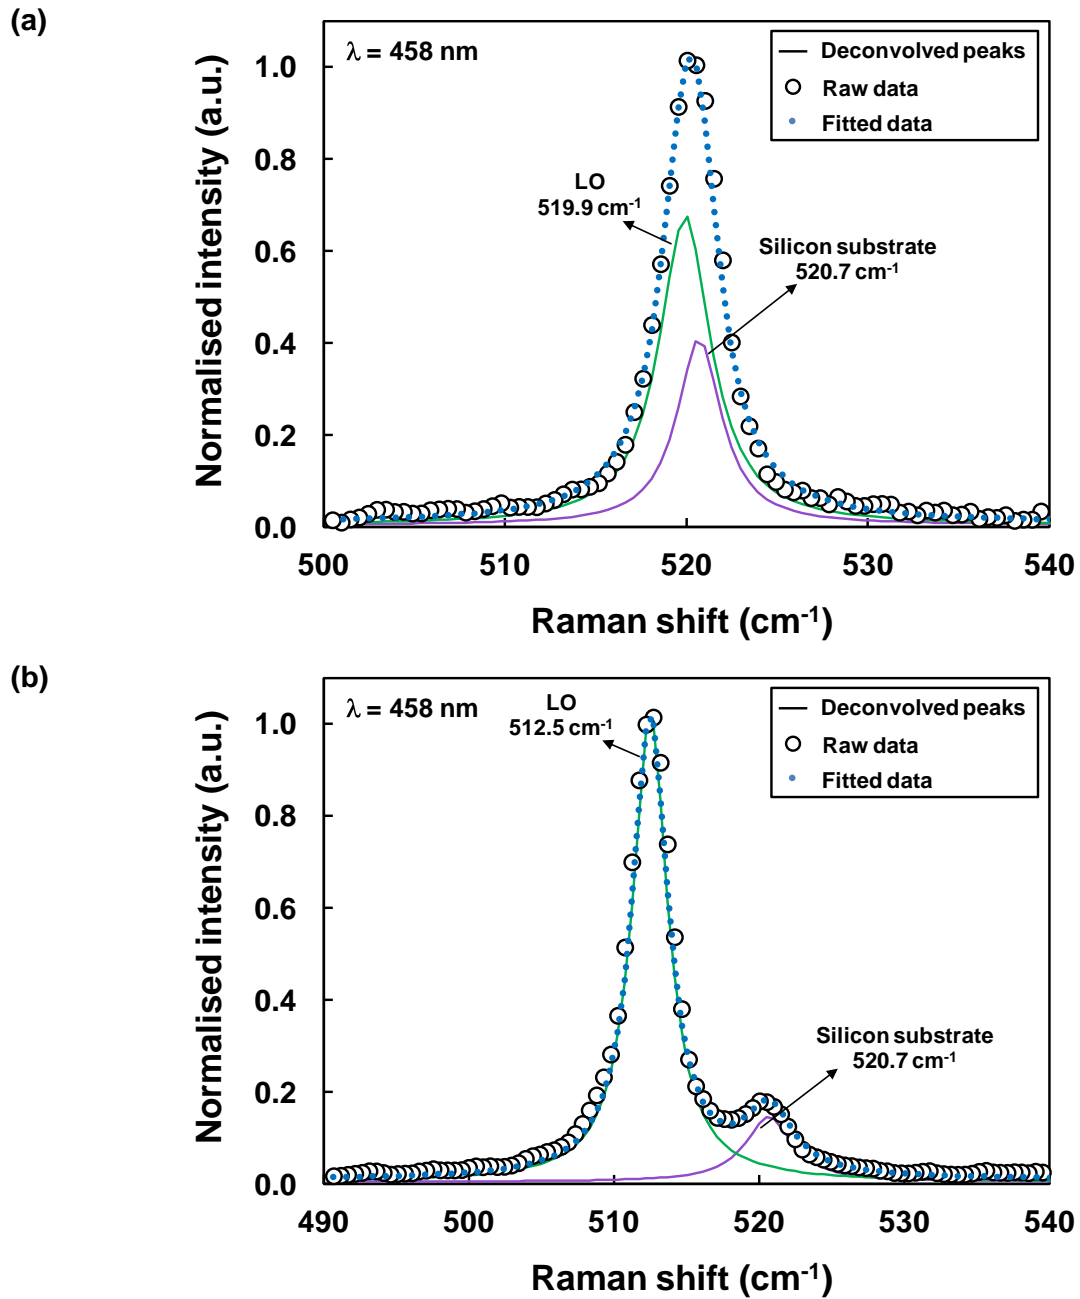 (a)
λ = 458 nm
Deconvolved peaks
Raw data
Fitted data
LO
519.9 cm⁻¹
Silicon substrate
520.7 cm⁻¹
Normalised intensity (a.u.)
1.0
0.8
0.6
0.4
0.2
0.0
500 510 520 530 540
Raman shift (cm⁻¹)
(b)
λ = 458 nm
LO
512.5 cm⁻¹
Deconvolved peaks
Raw data
Fitted data
Silicon substrate
520.7 cm⁻¹
Normalised intensity (a.u.)
1.0
0.8
0.6
0.4
0.2
0.0
490 500 510 520 530 540
Raman shift (cm⁻¹)